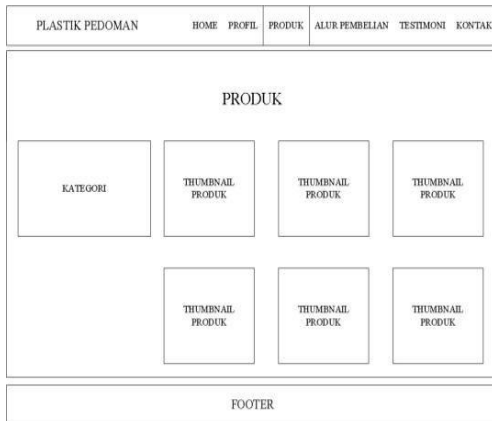 PLASTIK PEDOMAN HOME PROFIL PRODUK ALUR PEMBELIAN TESTIMONI KONTAK
PRODUK
KATEGORI
THUMBNAIL
PRODUK
THUMBNAIL
PRODUK
THUMBNAIL
PRODUK
THUMBNAIL
PRODUK
THUMBNAIL
PRODUK
THUMBNAIL
PRODUK
FOOTER